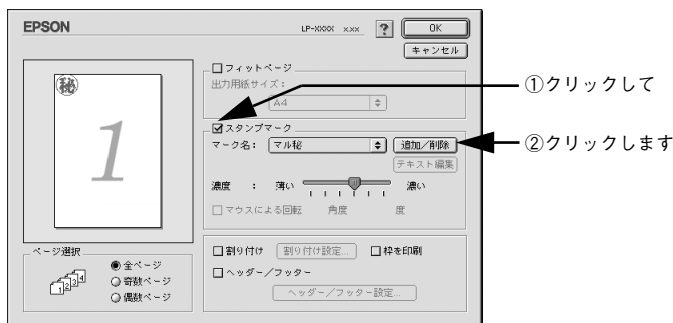 EPSON
LP-XXXX x.xx
?
OK
キャンセル
㊙
1
フィットページ
出力用紙サイズ：
A4
①クリックして
スタンプマーク
マーク名： マル秘 追加／削除
②クリックします
テキスト編集
濃度 ： 薄い 濃い
マウスによる回転 角度 度
ページ選択
1 2 3 4
全ページ
奇数ページ
偶数ページ
割り付け 割り付け設定... 枠を印刷
ヘッダー／フッター
ヘッダー／フッター設定...